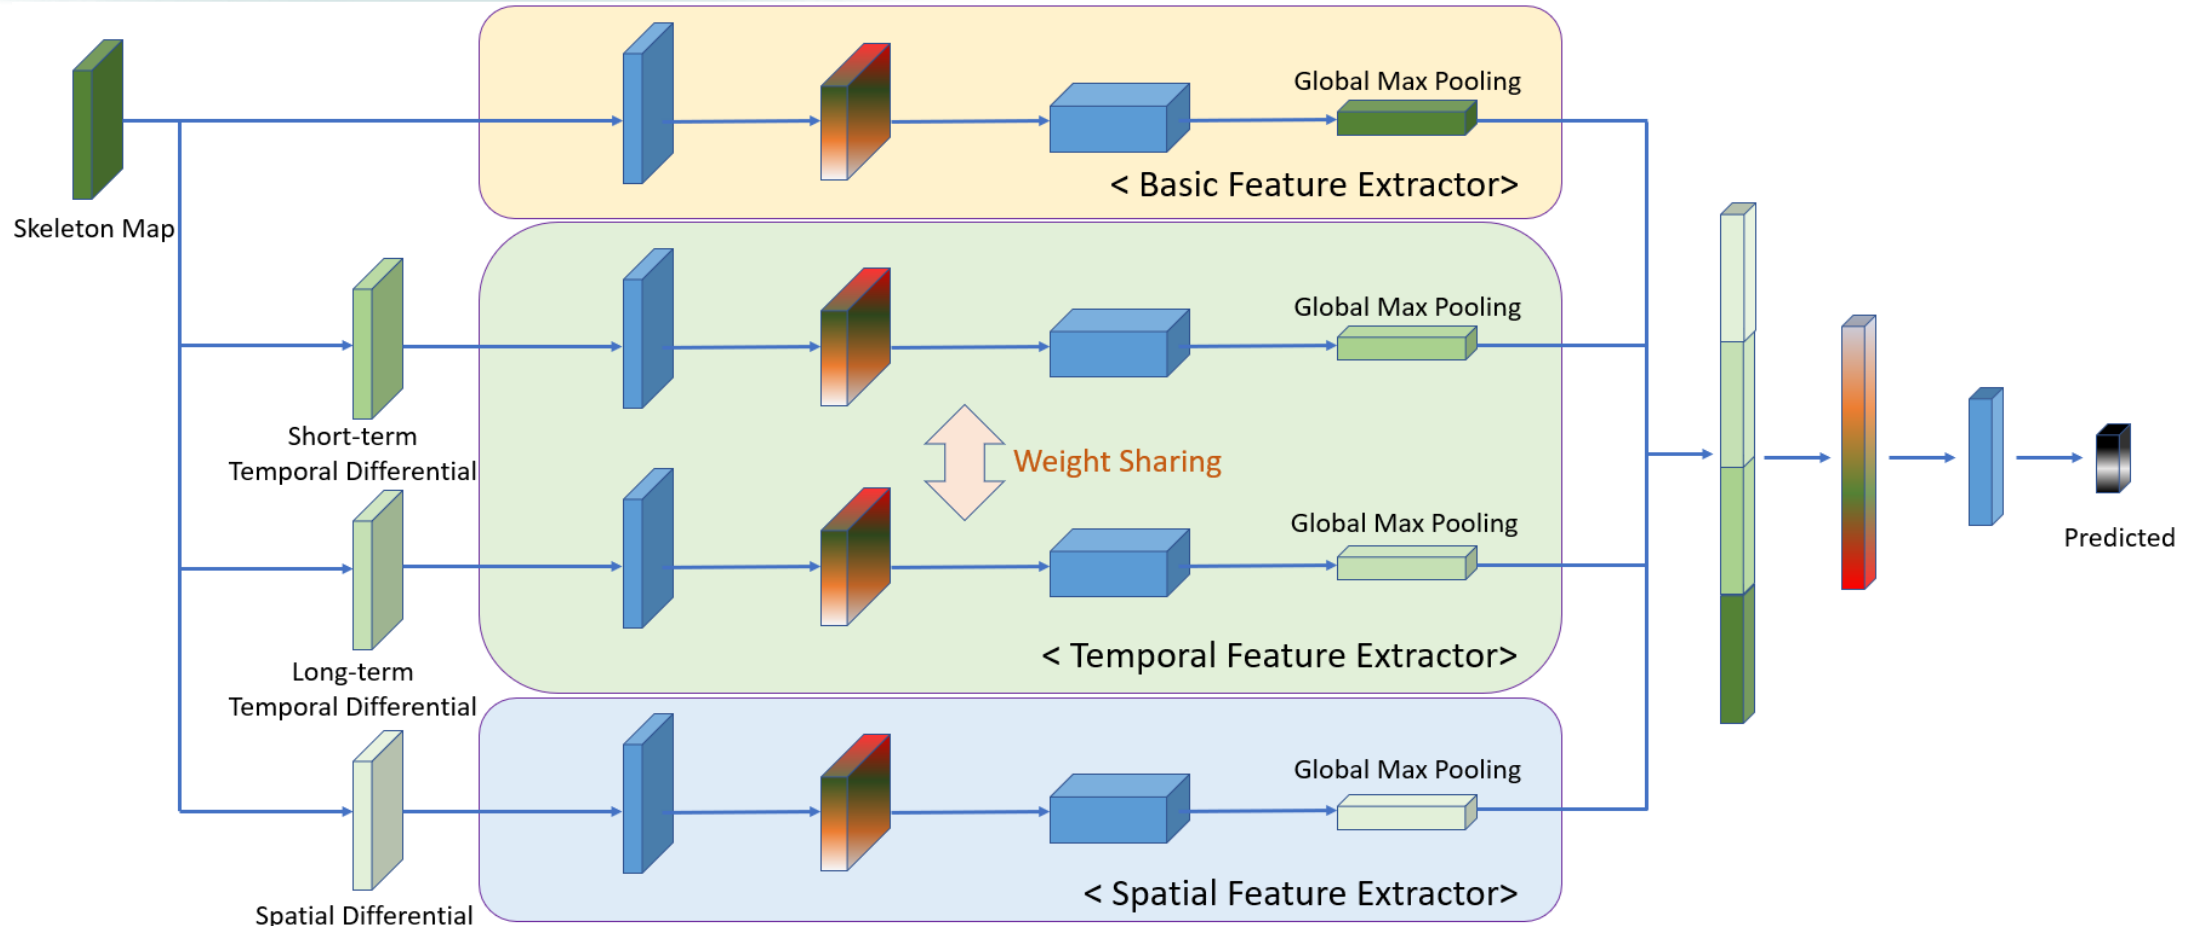 Global Max Pooling
< Basic Feature Extractor>
Skeleton Map
Global Max Pooling
Short-term
Temporal Differential
Weight Sharing
Global Max Pooling
Predicted
< Temporal Feature Extractor>
Long-term
Temporal Differential
Global Max Pooling
< Spatial Feature Extractor>
Spatial Differential